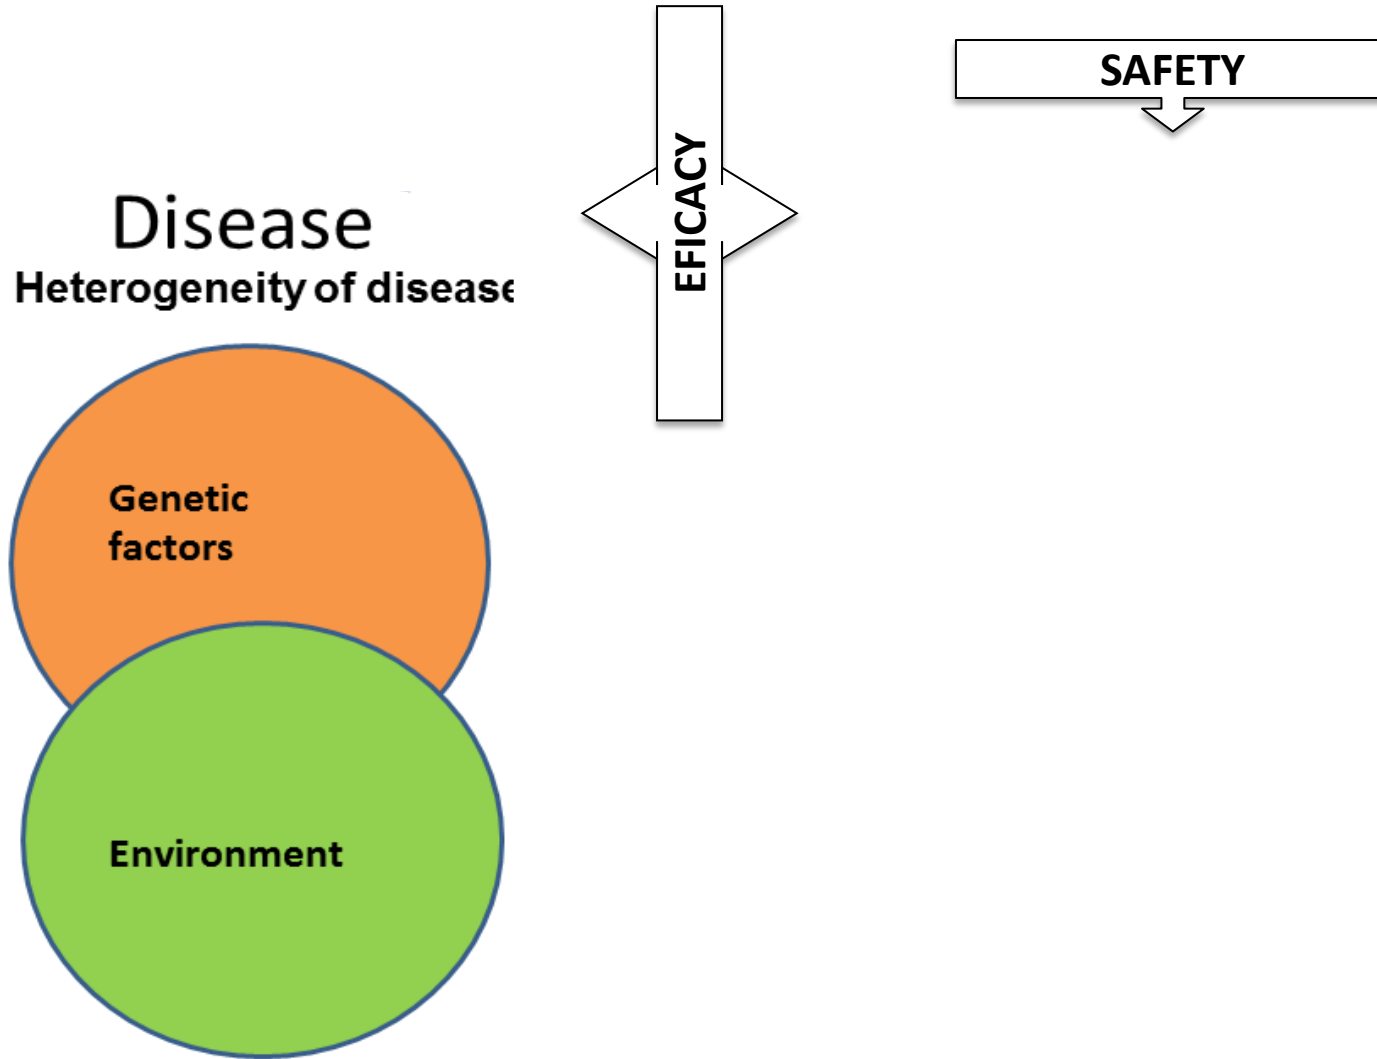 SAFETY
EFICACY
Disease
Heterogeneity of disease
Genetic
factors
Environment